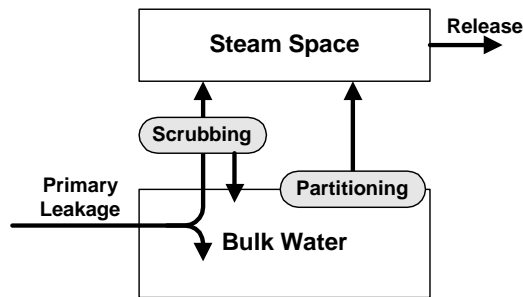 Steam Space
Release
Scrubbing
Partitioning
Primary
Leakage
Bulk Water